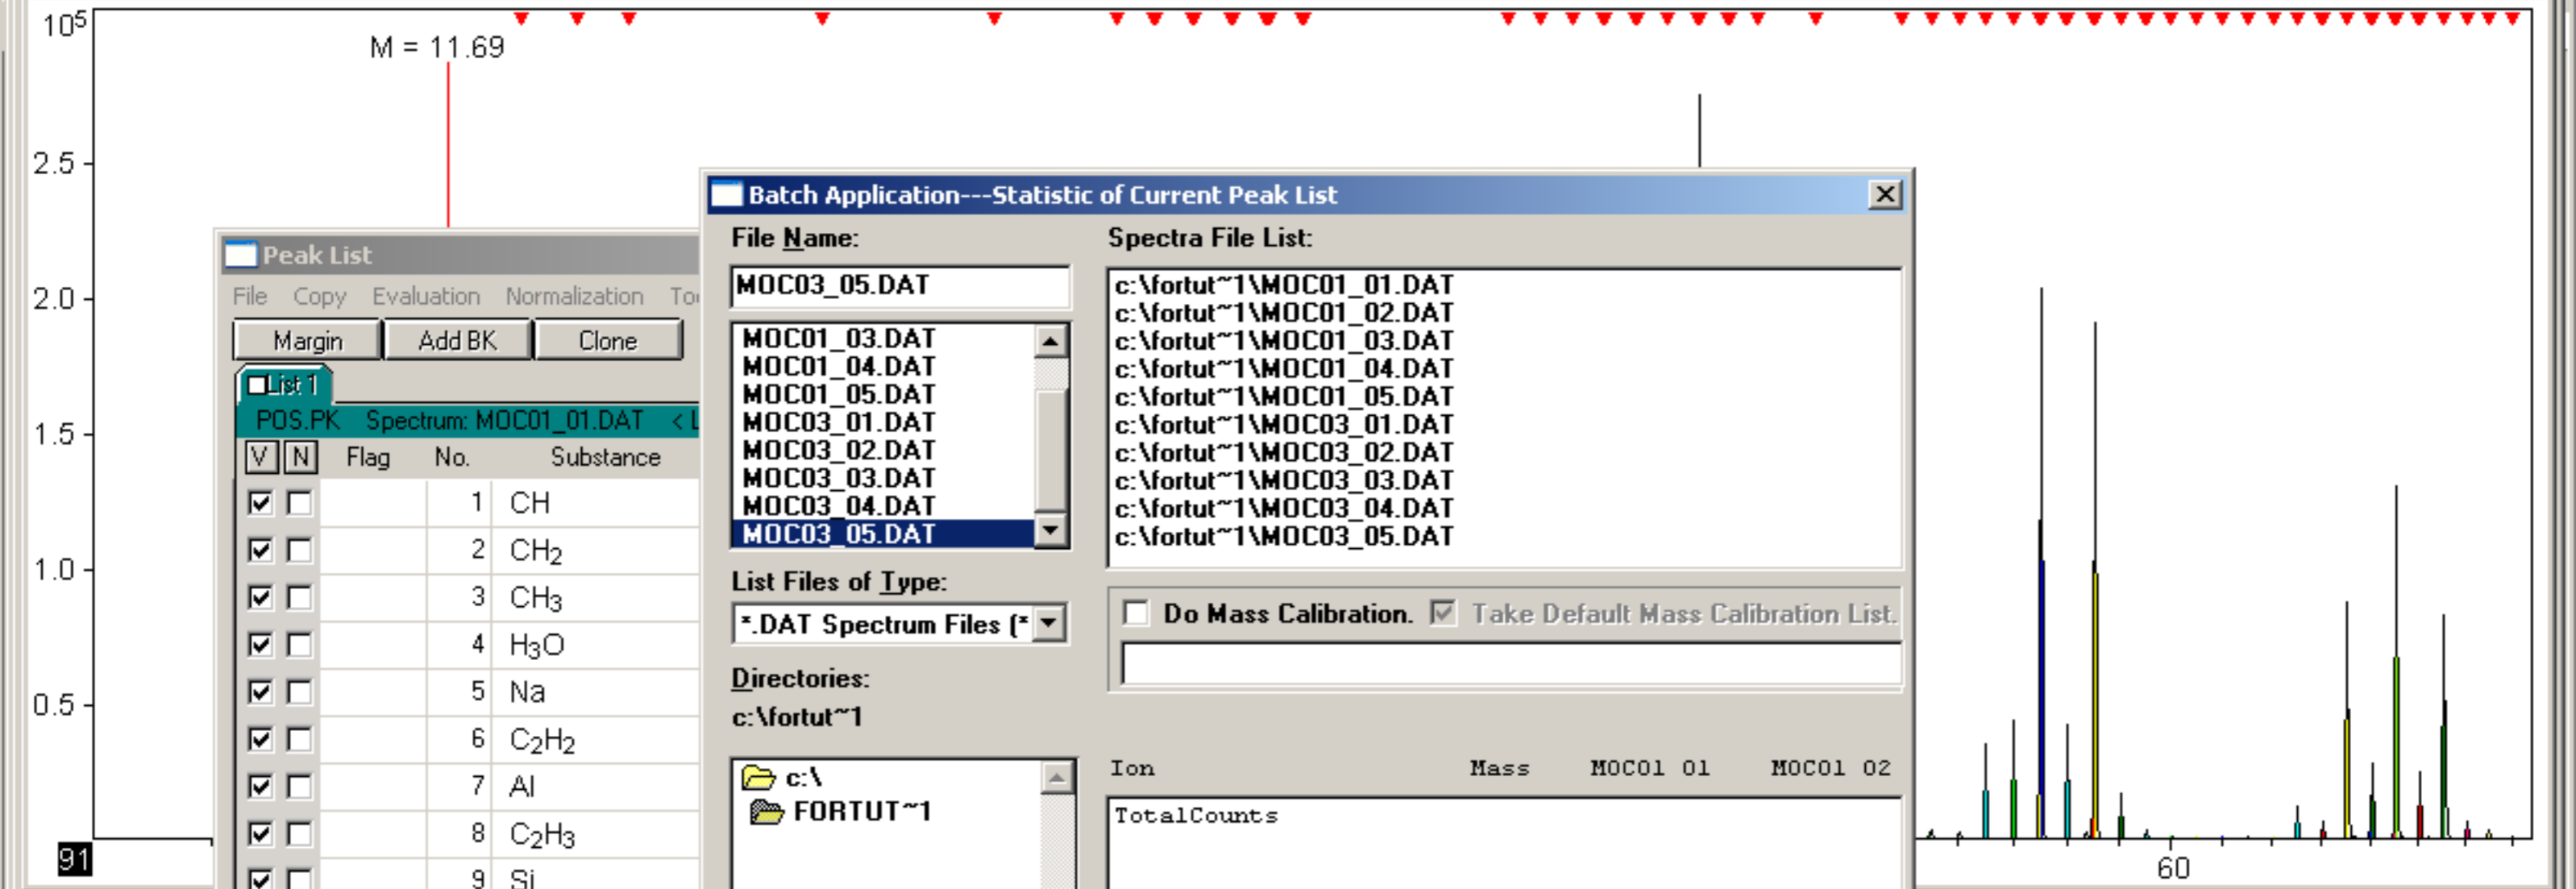 10⁵
M = 11.69
2.5
2.0
1.5
1.0
0.5
91
60
Peak List
File Copy Evaluation Normalization
Margin Add BK Clone
List 1
POS.PK Spectrum: MOC01_01.DAT <
V N Flag No. Substance
1 CH
2 CH₂
3 CH₃
4 H₃O
5 Na
6 C₂H₂
7 Al
8 C₂H₃
9 Si
Batch Application---Statistic of Current Peak List
File Name:
MOC03_05.DAT
MOC01_03.DAT
MOC01_04.DAT
MOC01_05.DAT
MOC03_01.DAT
MOC03_02.DAT
MOC03_03.DAT
MOC03_04.DAT
MOC03_05.DAT
List Files of Type:
*.DAT Spectrum Files (*
Directories:
c:\fortut~1
c:\
FORTUT~1
Spectra File List:
c:\fortut~1\MOC01_01.DAT
c:\fortut~1\MOC01_02.DAT
c:\fortut~1\MOC01_03.DAT
c:\fortut~1\MOC01_04.DAT
c:\fortut~1\MOC01_05.DAT
c:\fortut~1\MOC03_01.DAT
c:\fortut~1\MOC03_02.DAT
c:\fortut~1\MOC03_03.DAT
c:\fortut~1\MOC03_04.DAT
c:\fortut~1\MOC03_05.DAT
Do Mass Calibration. Take Default Mass Calibration List.
Ion Mass MOC01 01 MOC01 02
TotalCounts